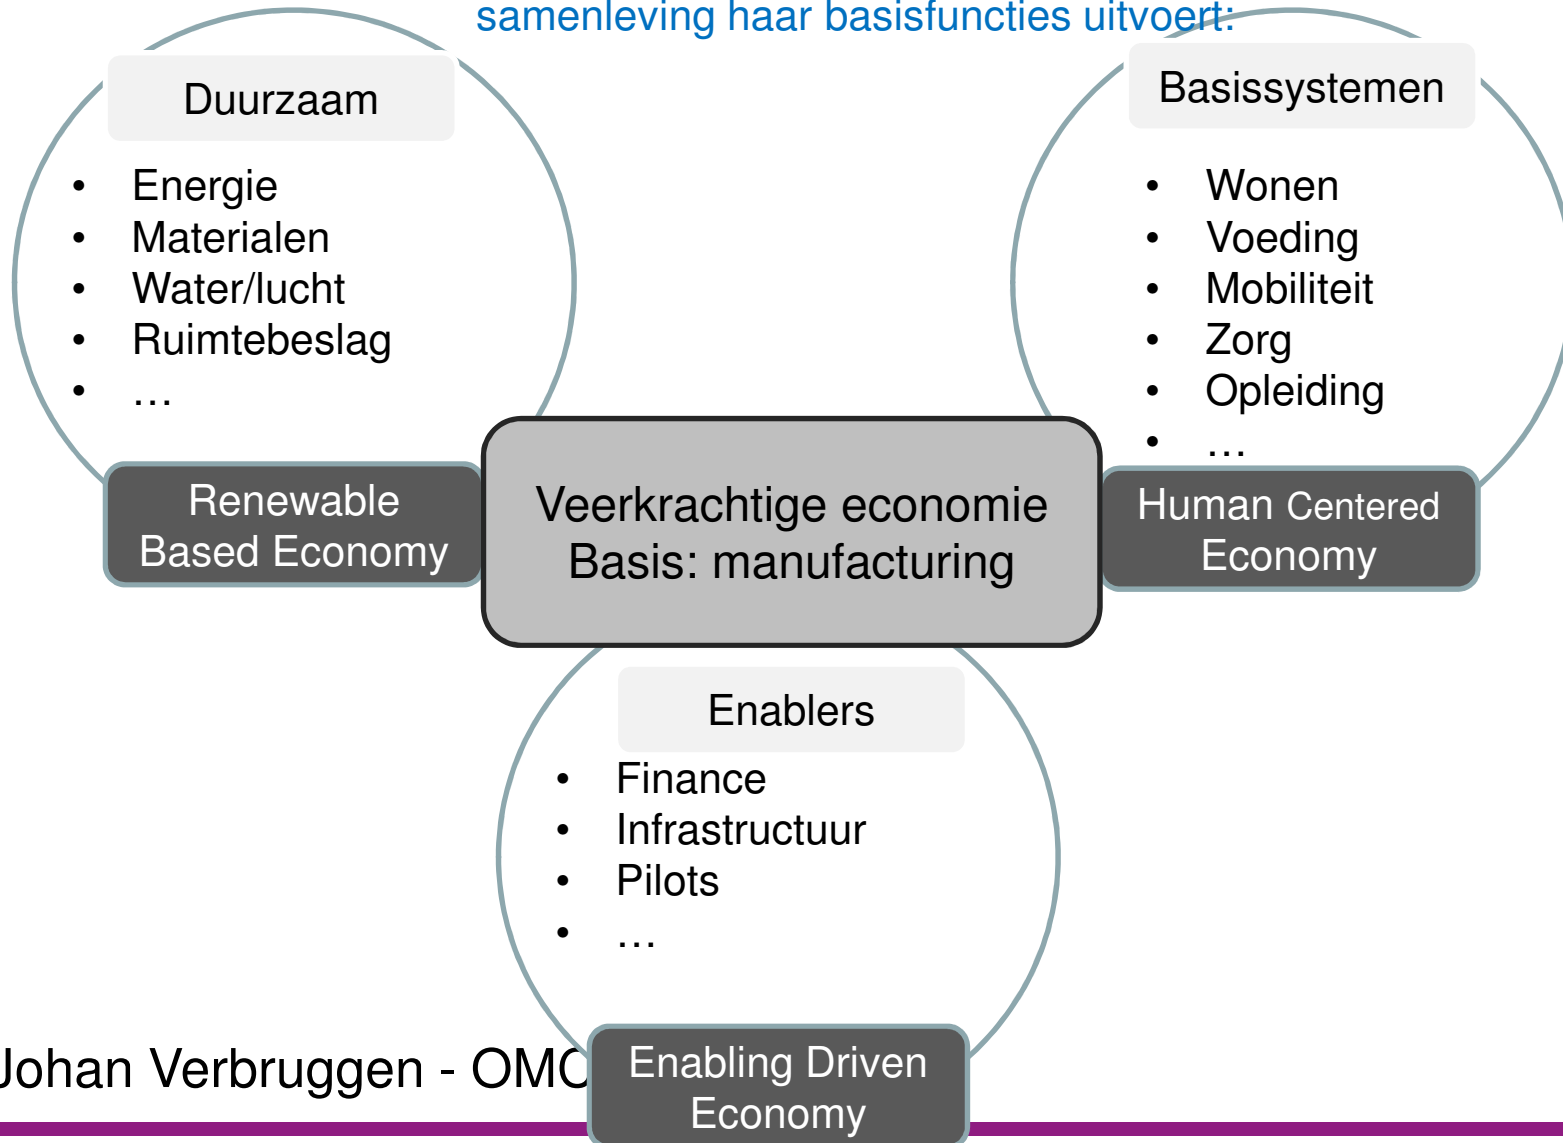 samenleving haar basisfuncties uitvoert:
Duurzaam
• Energie
• Materialen
• Water/lucht
• Ruimtebeslag
• …
Renewable
Based Economy
Basissystemen
• Wonen
• Voeding
• Mobiliteit
• Zorg
• Opleiding
• …
Human Centered
Economy
Veerkrachtige economie
Basis: manufacturing
Enablers
• Finance
• Infrastructuur
• Pilots
• …
Enabling Driven
Economy
Johan Verbruggen - OMC